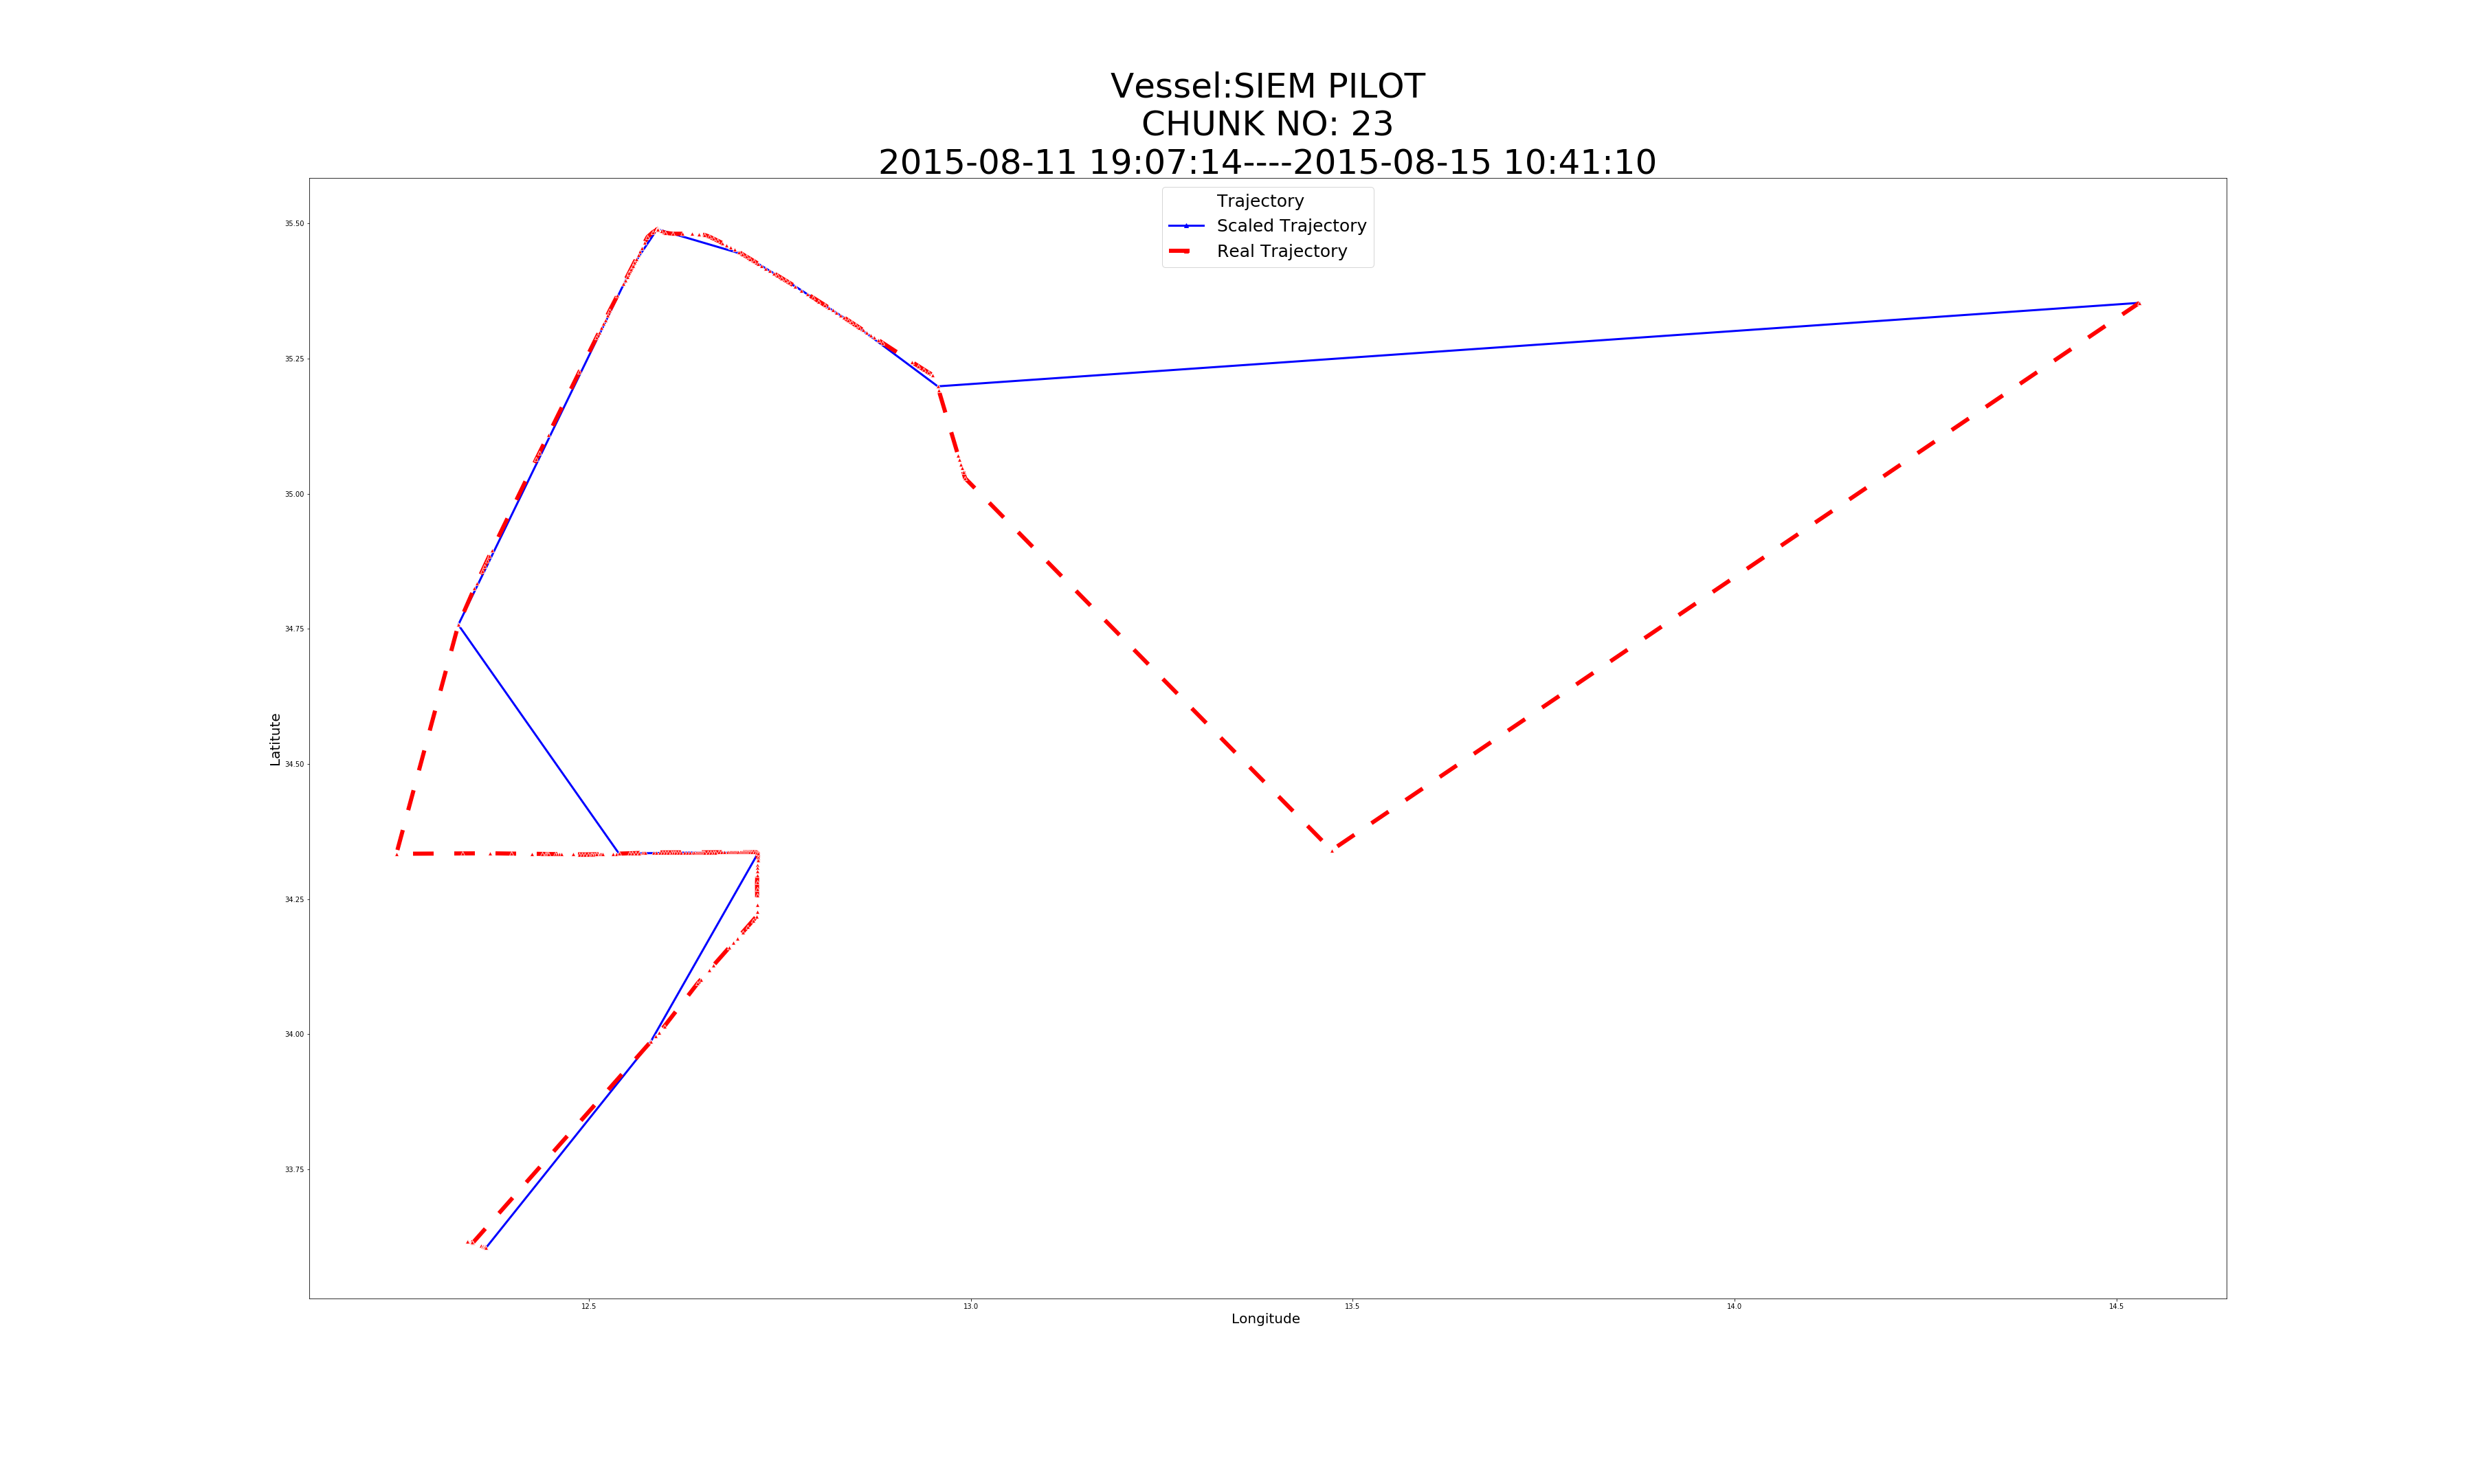 Vessel:SIEM PILOT
CHUNK NO: 23
2015-08-11 19:07:14----2015-08-15 10:41:10
Trajectory
Scaled Trajectory
Real Trajectory
35.50
35.25
35.00
34.75
34.50
34.25
34.00
33.75
Latitute
12.5
13.0
13.5
14.0
14.5
Longitude